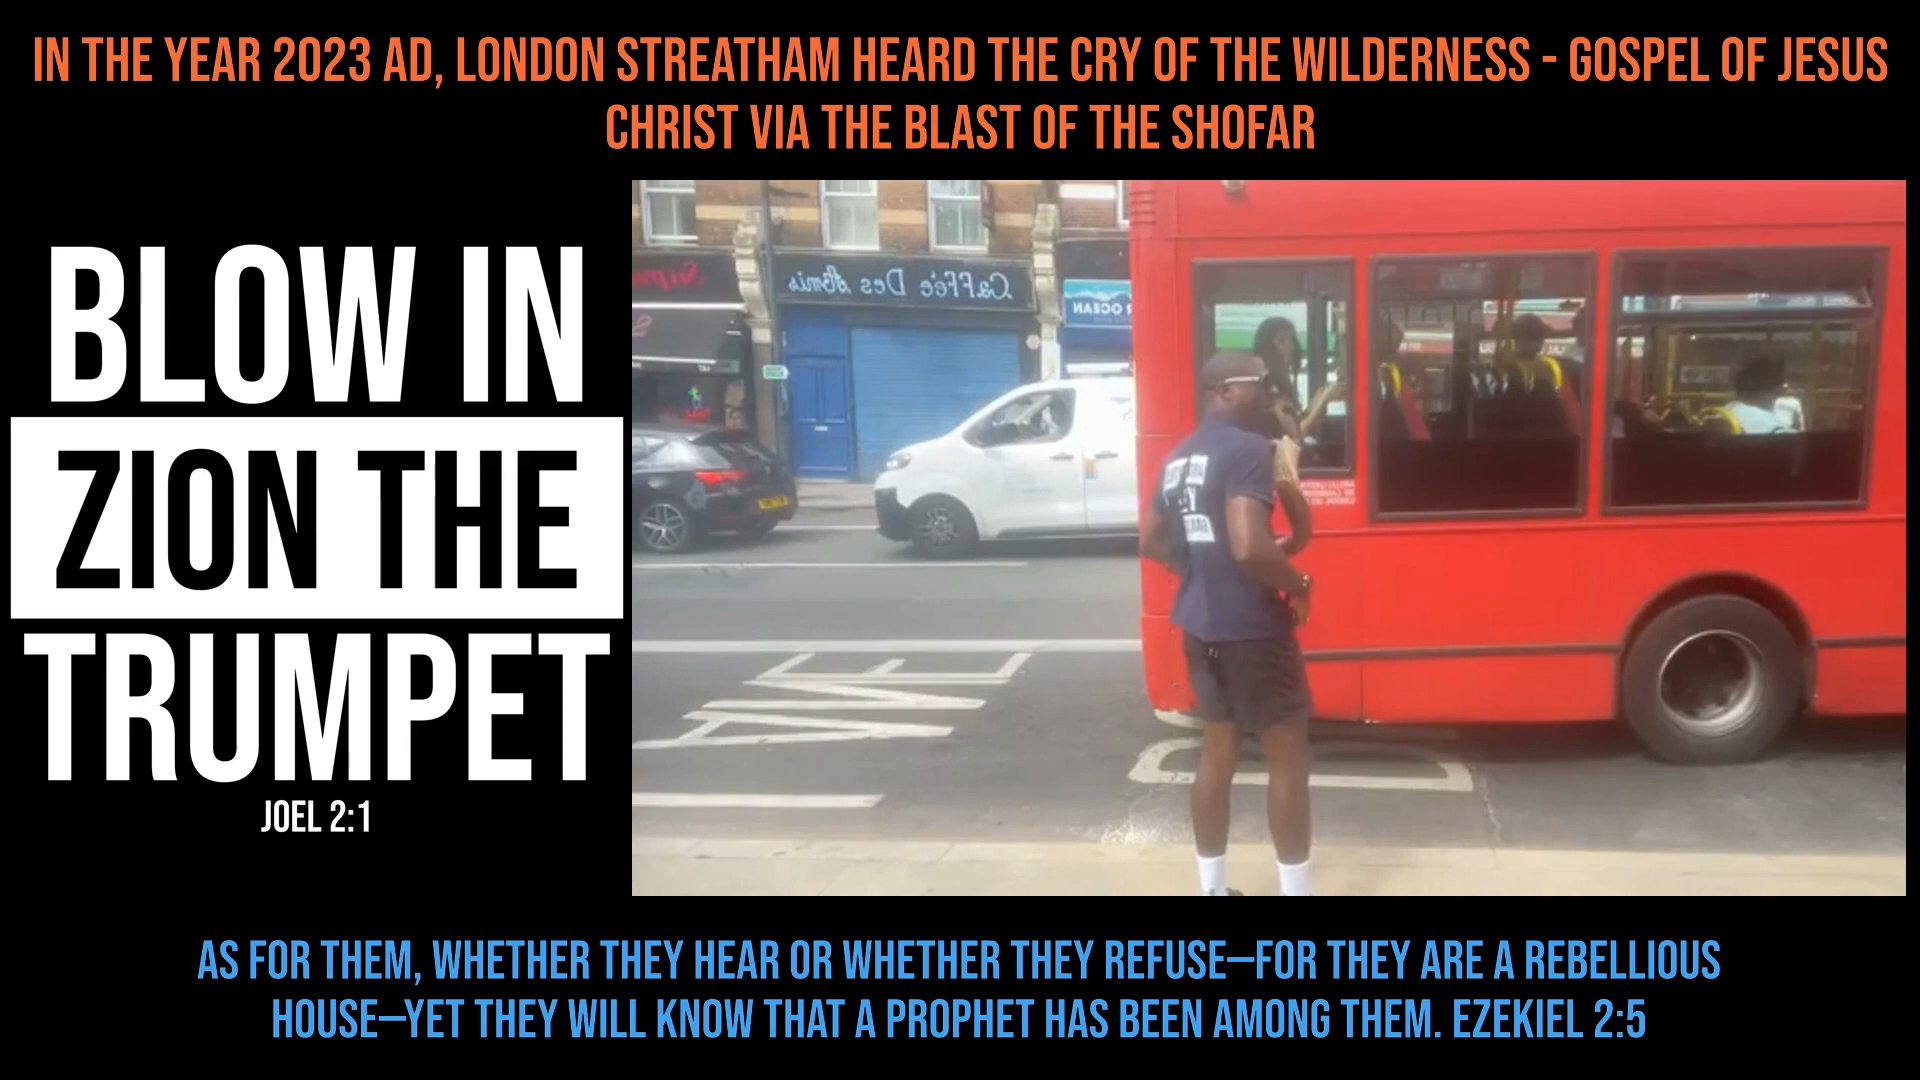 IN THE YEAR 2023 AD, LONDON STREATHAM HEARD THE CRY OF THE WILDERNESS - GOSPEL OF JESUS
CHRIST VIA THE BLAST OF THE SHOFAR
BLOW IN
ZION THE
TRUMPET
JOEL 2:1
Caffée Des Amis
OCEAN
AS FOR THEM, WHETHER THEY HEAR OR WHETHER THEY REFUSE—FOR THEY ARE A REBELLIOUS
HOUSE—YET THEY WILL KNOW THAT A PROPHET HAS BEEN AMONG THEM. EZEKIEL 2:5